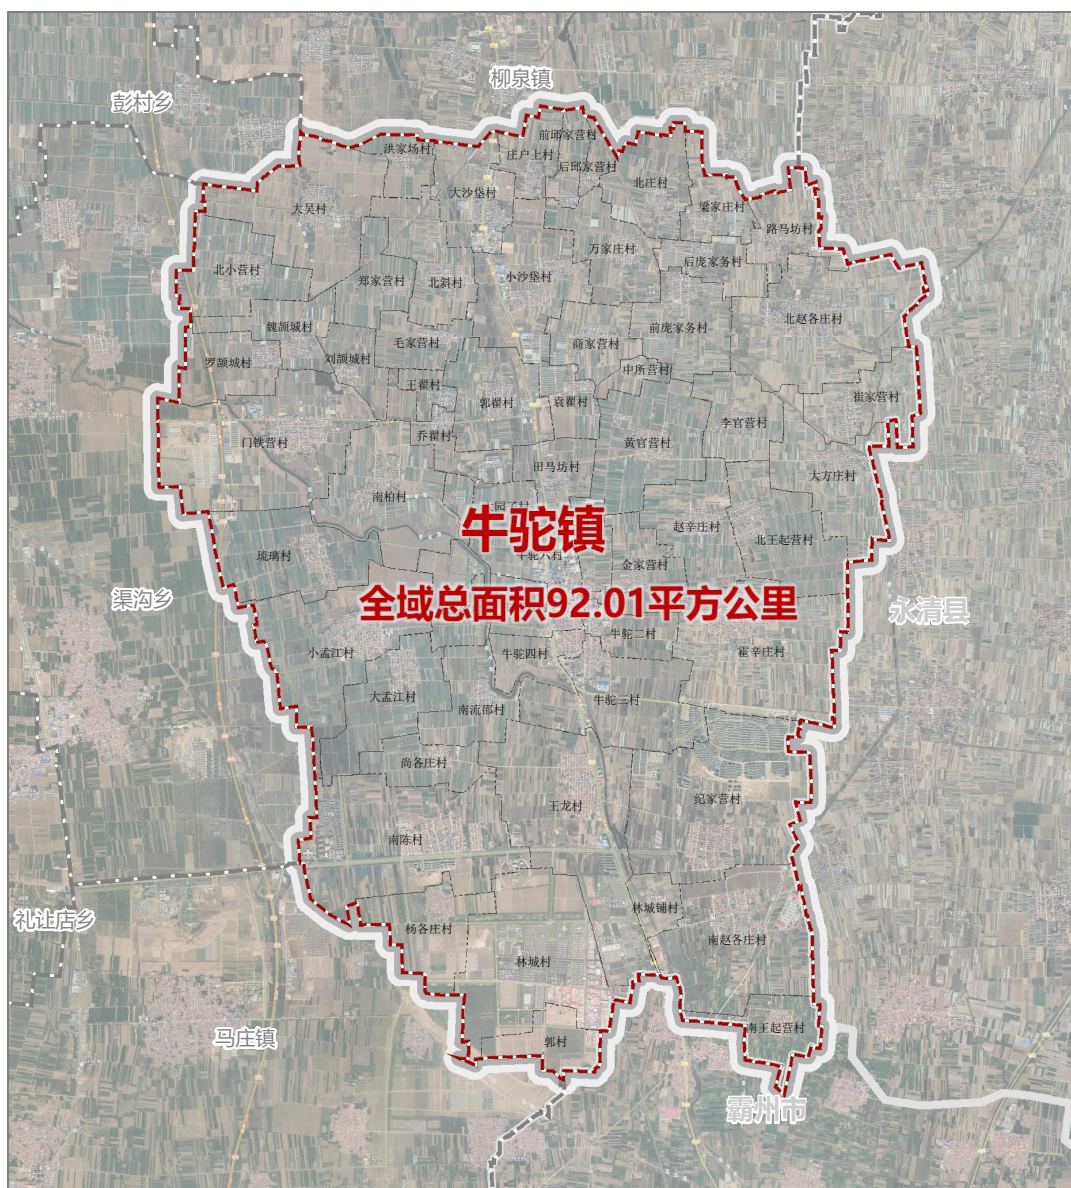 柳泉镇
彭村乡
前邱家营村
洪家场村
庄户上村
后邱家营村
北庄村
大沙垡村
梁家庄村
大吴村
路马坊村
万家庄村
后庞家务村
北小营村
小沙垡村
郑家营村
北斜村
北赵各庄村
魏颉城村
前庞家务村
毛家营村
商家营村
刘颉城村
罗颉城村
中所营村
王翟村
崔家营村
郭翟村
袁翟村
李官营村
乔翟村
门铁营村
黄官营村
田马坊村
大方庄村
南柏村
牛驼镇
赵辛庄村
北王起营村
牛驼六村
琉璃村
金家营村
渠沟乡
全域总面积92.01平方公里
永清县
牛驼二村
小孟江村
牛驼四村
霍辛庄村
大孟江村
牛驼三村
南流邵村
尚各庄村
纪家营村
王龙村
南陈村
林城铺村
礼让店乡
杨各庄村
南赵各庄村
林城村
南王起营村
马庄镇
郭村
霸州市